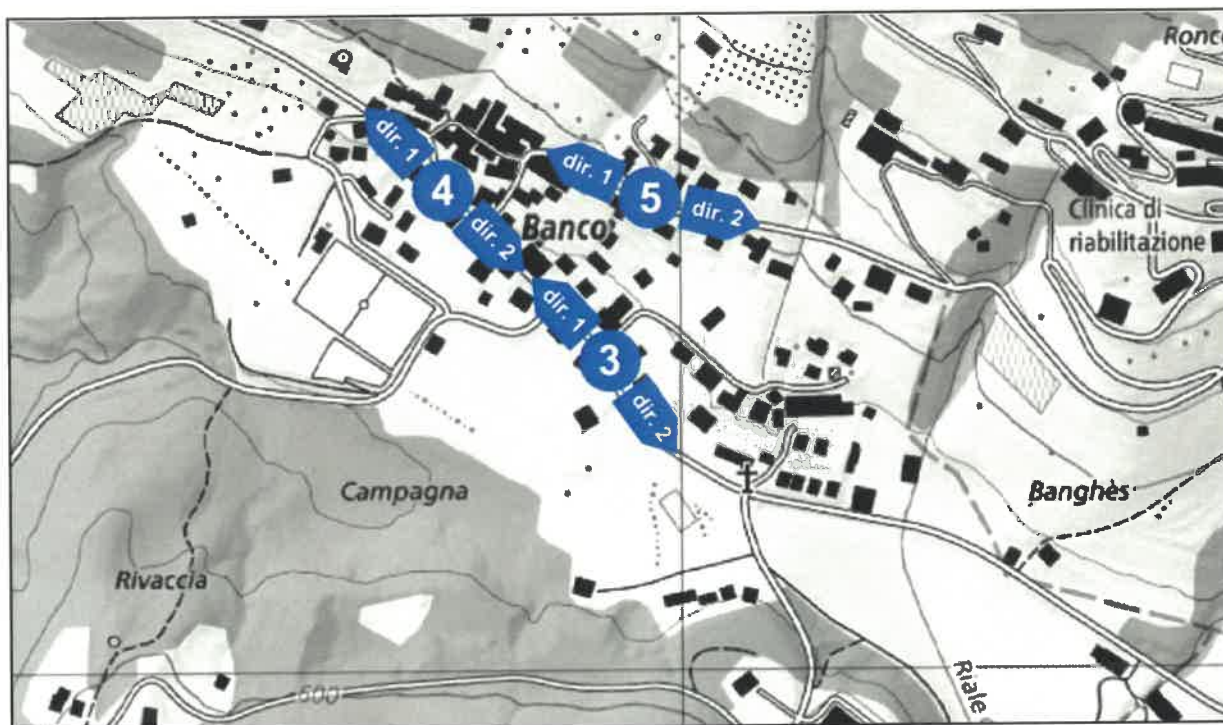 Ronco
dir. 1
4
dir. 2
dir. 1
5
dir. 2
Banco
Clinica di
riabilitazione
dir. 1
3
dir. 2
Campagna
Banghès
Rivaccia
600
Riale